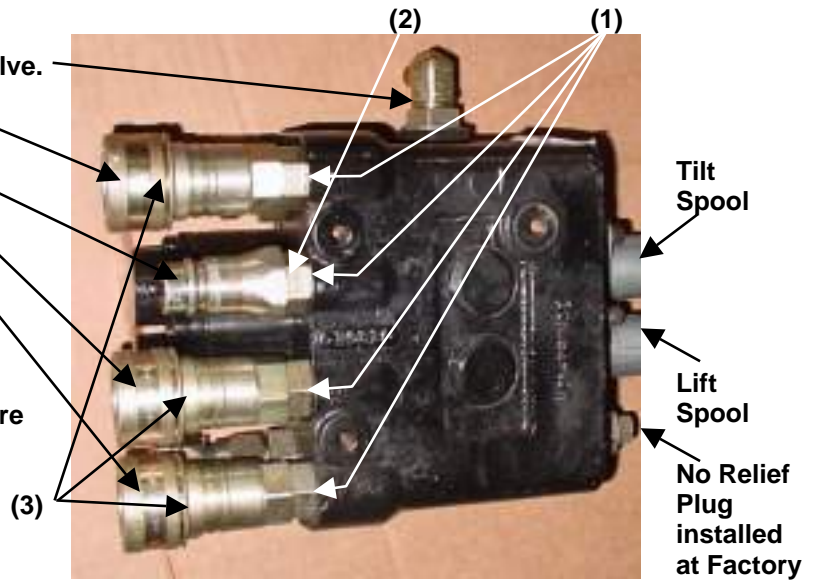 (2)
(1)
lve.
Tilt
Spool
Lift
Spool
re
(3)
No Relief
Plug
installed
at Factory